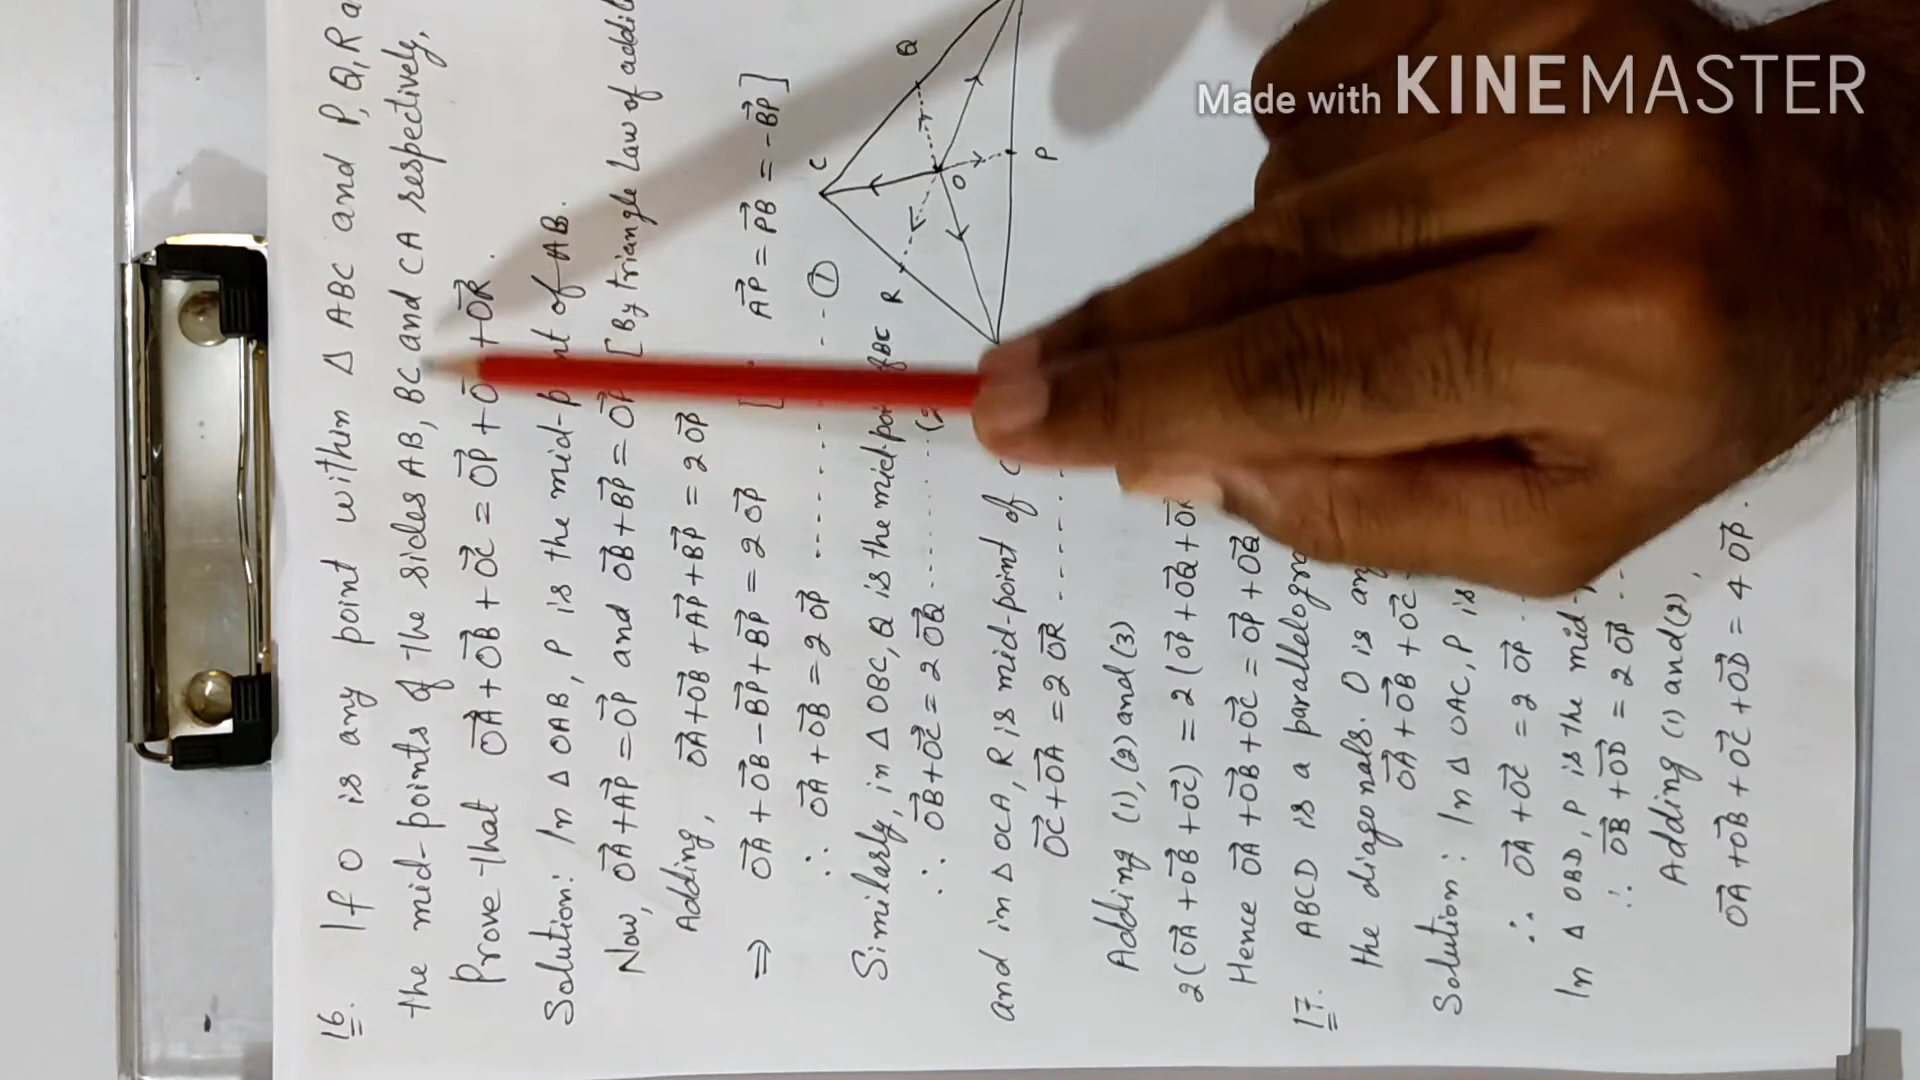 16. If O is any point within Δ ABC and P, Q, R a
the mid-points of the sides AB, BC and CA respectively,
Prove that OA⃗ + OB⃗ + OC⃗ = OP⃗ + O + OR⃗.
Solution: In Δ OAB, P is the mid-p nt of AB.
Now, OA⃗ + AP⃗ = OP⃗ and OB⃗ + BP⃗ = OP⃗ [By triangle law of addit
Adding, OA⃗ + OB⃗ + AP⃗ + BP⃗ = 2 OP⃗
⇒ OA⃗ + OB⃗ - BP⃗ + BP⃗ = 2 OP⃗ [ AP⃗ = PB⃗ = -BP⃗ ]
∴ OA⃗ + OB⃗ = 2 OP⃗ ---------- (1)
Similarly, in Δ OBC, Q is the mid-poi of BC
∴ OB⃗ + OC⃗ = 2 OQ⃗ ........ (2
and in Δ OCA, R is mid-point of C
OC⃗ + OA⃗ = 2 OR⃗ --------
Adding (1), (2) and (3)
2(OA⃗ + OB⃗ + OC⃗) = 2 (OP⃗ + OQ⃗ + OR⃗
Hence OA⃗ + OB⃗ + OC⃗ = OP⃗ + OQ⃗
17. ABCD is a parallelogra
the diagonals. O is any
OA⃗ + OB⃗ + OC⃗
Solution: In Δ OAC, P is
∴ OA⃗ + OC⃗ = 2 OP⃗ --
In Δ OBD, P is the mid-
∴ OB⃗ + OD⃗ = 2 OP⃗ --
Adding (1) and (2),
OA⃗ + OB⃗ + OC⃗ + OD⃗ = 4 OP⃗.
C
Q
R
O
P
Made with KINEMASTER